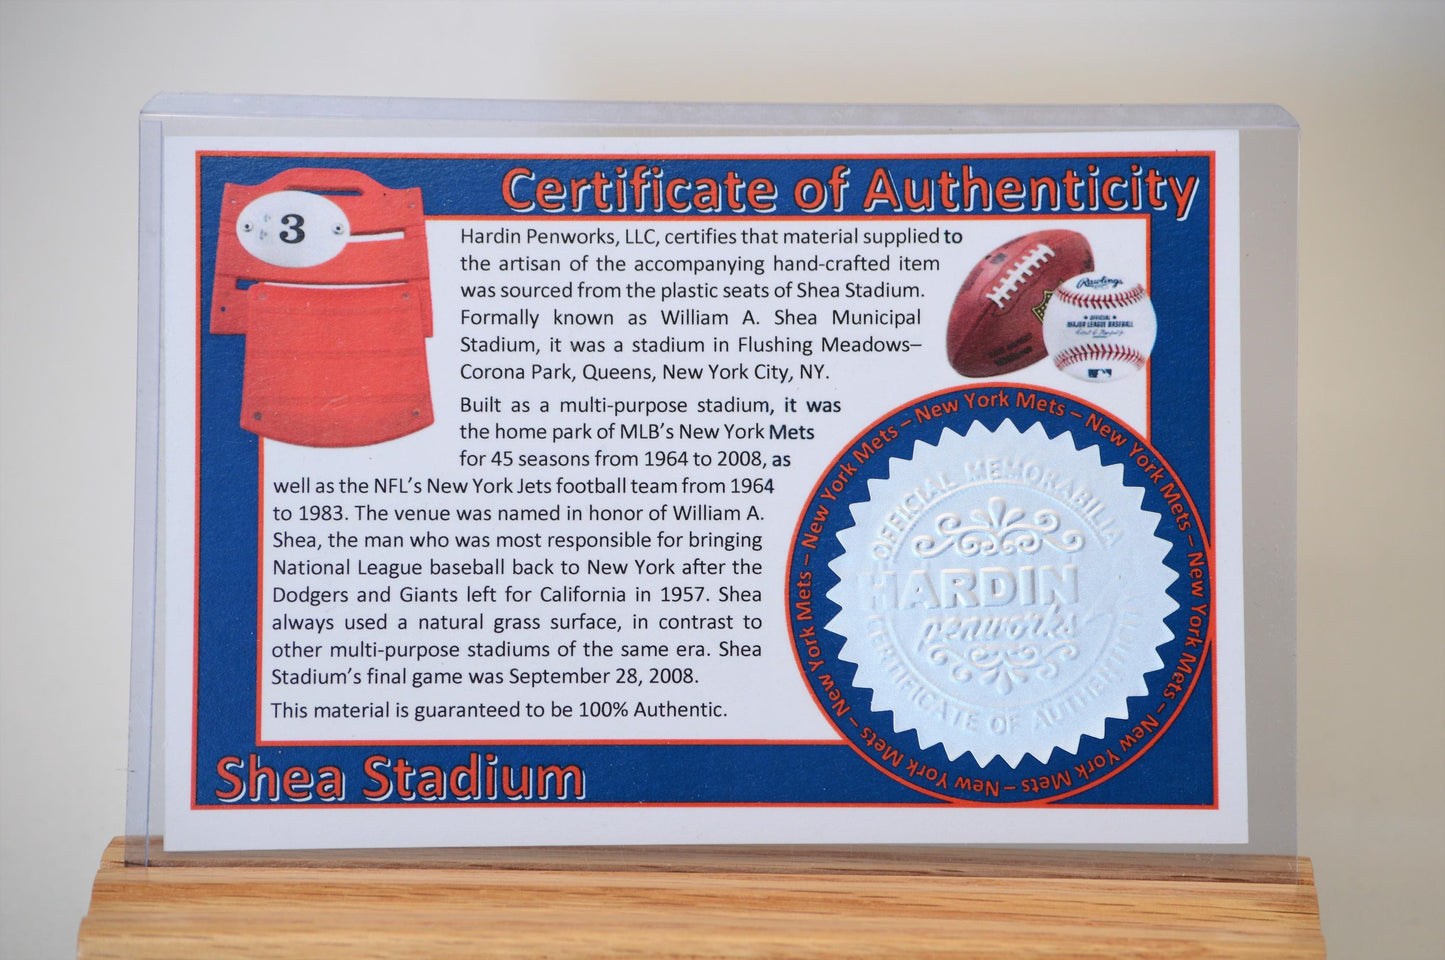 Certificate of Authenticity
3
Hardin Penworks, LLC, certifies that material supplied to
the artisan of the accompanying hand-crafted item
was sourced from the plastic seats of Shea Stadium.
Formally known as William A. Shea Municipal
Stadium, it was a stadium in Flushing Meadows–
Corona Park, Queens, New York City, NY.
Built as a multi-purpose stadium, it was
the home park of MLB's New York Mets
for 45 seasons from 1964 to 2008, as
well as the NFL's New York Jets football team from 1964
to 1983. The venue was named in honor of William A.
Shea, the man who was most responsible for bringing
National League baseball back to New York after the
Dodgers and Giants left for California in 1957. Shea
always used a natural grass surface, in contrast to
other multi-purpose stadiums of the same era. Shea
Stadium's final game was September 28, 2008.
This material is guaranteed to be 100% Authentic.
Rawlings
OFFICIAL
MAJOR LEAGUE BASEBALL
New York Mets – New York Mets – New York Mets – New York Mets – New York Mets – New York Mets – New York Mets –
OFFICIAL MEMORABILIA
HARDIN
penworks
CERTIFICATE OF AUTHENTICITY
Shea Stadium